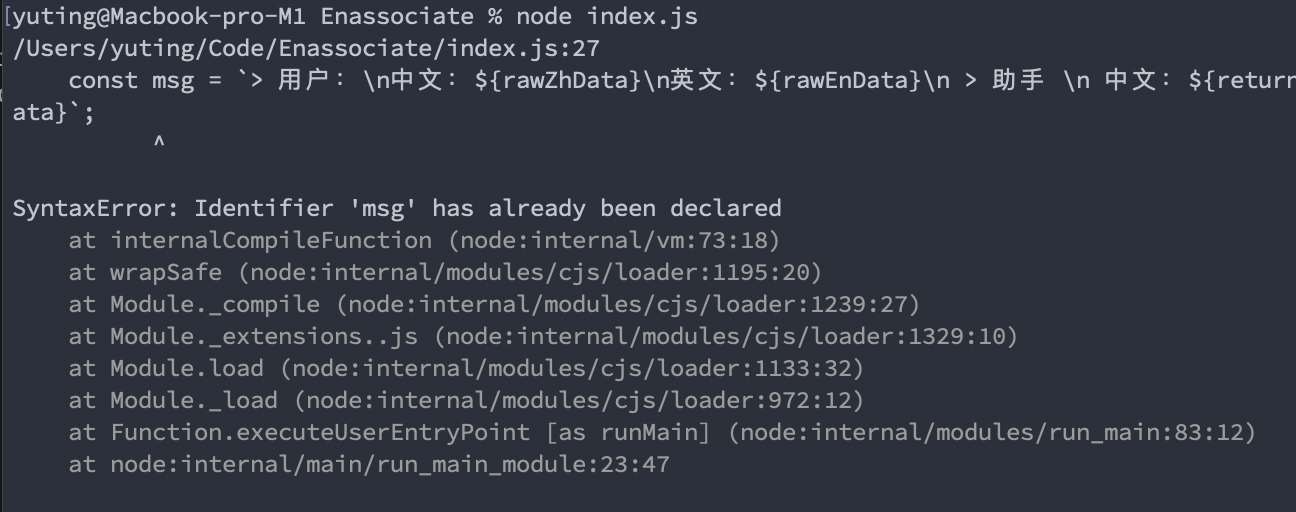 [yuting@Macbook-pro-M1 Enassociate % node index.js
/Users/yuting/Code/Enassociate/index.js:27
    const msg = `> 用户: \n中文: ${rawZhData}\n英文: ${rawEnData}\n > 助手 \n 中文: ${return
ata}`;
          ^
SyntaxError: Identifier 'msg' has already been declared
    at internalCompileFunction (node:internal/vm:73:18)
    at wrapSafe (node:internal/modules/cjs/loader:1195:20)
    at Module._compile (node:internal/modules/cjs/loader:1239:27)
    at Module._extensions..js (node:internal/modules/cjs/loader:1329:10)
    at Module.load (node:internal/modules/cjs/loader:1133:32)
    at Module._load (node:internal/modules/cjs/loader:972:12)
    at Function.executeUserEntryPoint [as runMain] (node:internal/modules/run_main:83:12)
    at node:internal/main/run_main_module:23:47